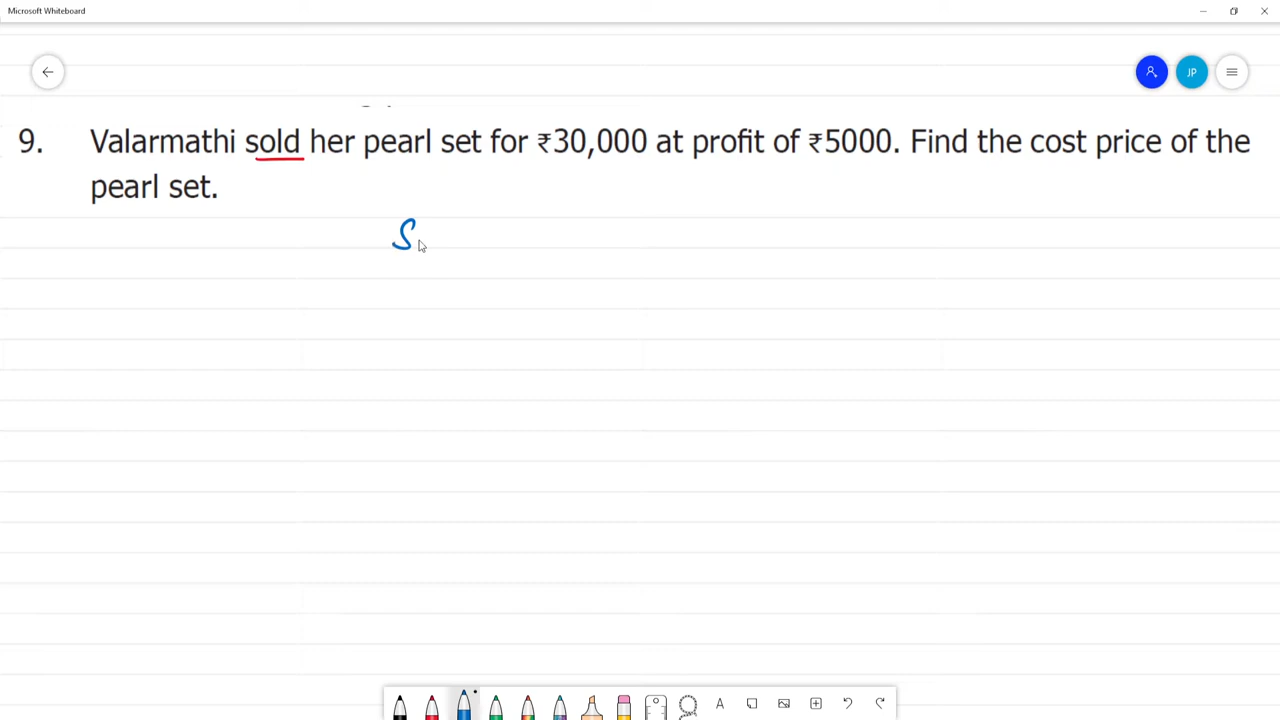 Microsoft Whiteboard
JP
9. Valarmathi sold her pearl set for ₹30,000 at profit of ₹5000. Find the cost price of the
pearl set.
S
A